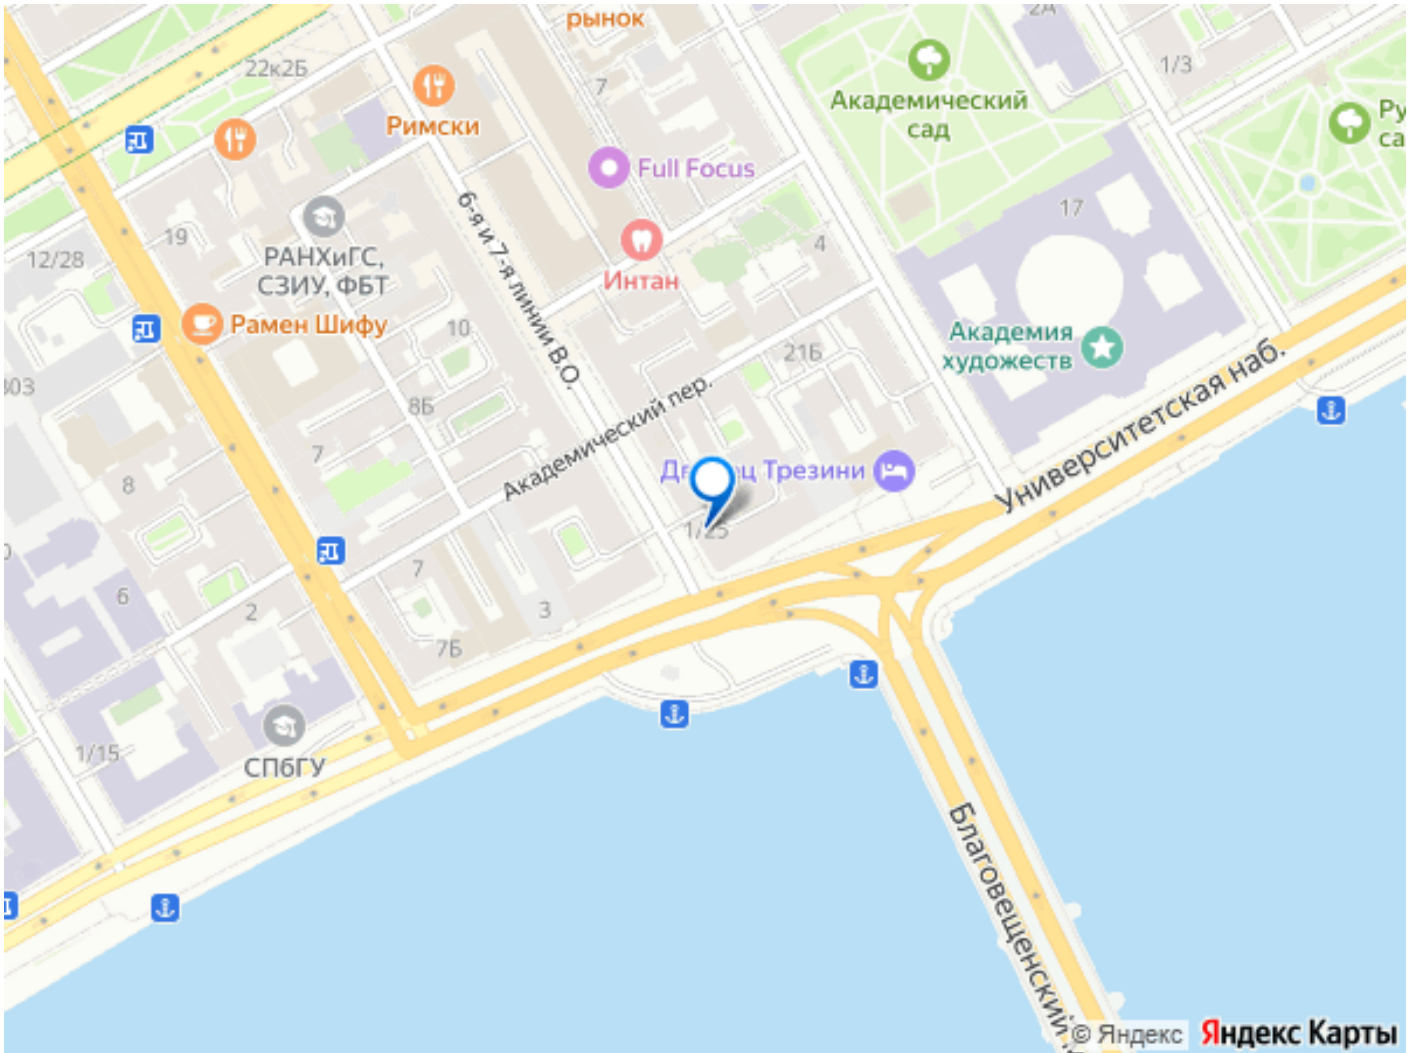 рынок
2А
22к2Б
7
1/3
Академический
сад
Римски
Full Focus
17
19
12/28
РАНХиГС,
СЗИУ, ФБТ
6-я и 7-я линии В.О.
4
Интан
Рамен Шифу
10
21Б
Академия
художеств
Университетская наб.
8Б
Академический пер.
7
8
Трезини
1/25
6
2
7
3
7Б
1/15
СПбГУ
Благовещенский
© Яндекс
Яндекс Карты